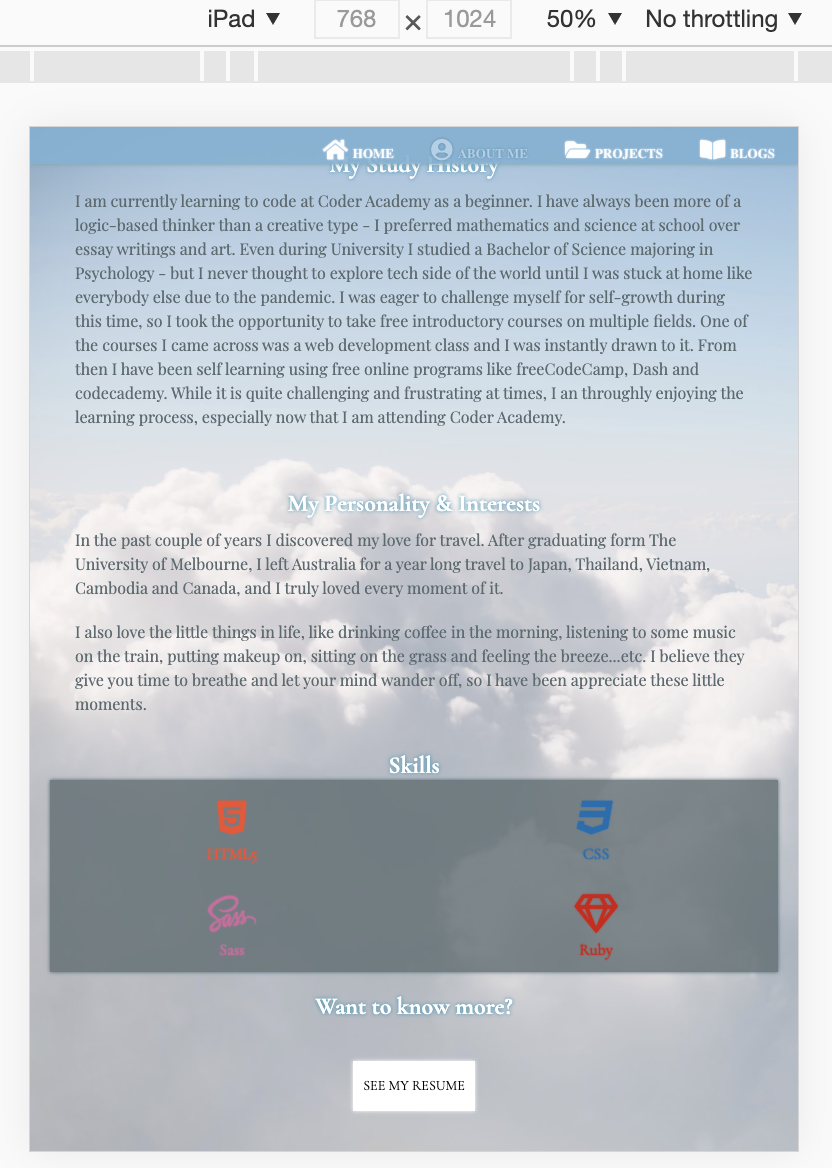 iPad ▼ 768 × 1024 50% ▼ No throttling ▼
HOME ABOUT ME PROJECTS BLOGS
My Study History
I am currently learning to code at Coder Academy as a beginner. I have always been more of a
logic-based thinker than a creative type - I preferred mathematics and science at school over
essay writings and art. Even during University I studied a Bachelor of Science majoring in
Psychology - but I never thought to explore tech side of the world until I was stuck at home like
everybody else due to the pandemic. I was eager to challenge myself for self-growth during
this time, so I took the opportunity to take free introductory courses on multiple fields. One of
the courses I came across was a web development class and I was instantly drawn to it. From
then I have been self learning using free online programs like freeCodeCamp, Dash and
codecademy. While it is quite challenging and frustrating at times, I an throughly enjoying the
learning process, especially now that I am attending Coder Academy.
My Personality & Interests
In the past couple of years I discovered my love for travel. After graduating form The
University of Melbourne, I left Australia for a year long travel to Japan, Thailand, Vietnam,
Cambodia and Canada, and I truly loved every moment of it.
I also love the little things in life, like drinking coffee in the morning, listening to some music
on the train, putting makeup on, sitting on the grass and feeling the breeze...etc. I believe they
give you time to breathe and let your mind wander off, so I have been appreciate these little
moments.
Skills
HTML5 CSS
Sass Ruby
Want to know more?
SEE MY RESUME